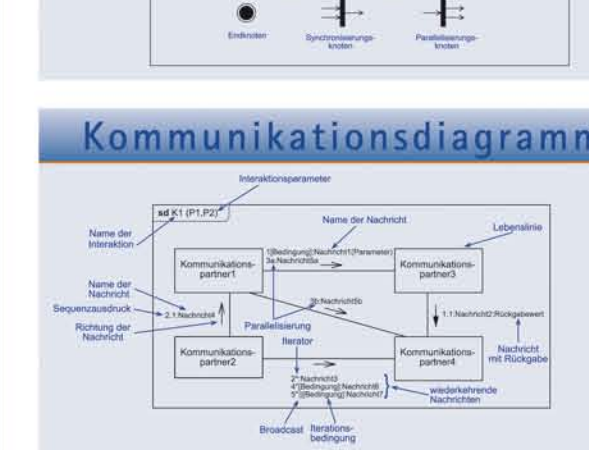 Endknoten
Synchronisierungs-
knoten
Parallelisierungs-
knoten
Kommunikationsdiagramm
Interaktionsparameter
sd K1 (P1,P2)
Name der
Interaktion
Name der Nachricht
Lebenslinie
Kommunikations-
partner1
1[Bedingung]:Nachricht1(Parameter)
3a:Nachricht5a
Kommunikations-
partner3
Name der
Nachricht
Sequenzausdruck
2.1:Nachricht4
Richtung der
Nachricht
3b:Nachricht5b
Parallelisierung
1.1:Nachricht2:Rückgabewert
Iterator
Nachricht
mit Rückgabe
Kommunikations-
partner2
Kommunikations-
partner4
2*:Nachricht3
4*[Bedingung]:Nachricht6
5*||[Bedingung]:Nachricht7
wiederkehrende
Nachrichten
Broadcast
Iterations-
bedingung